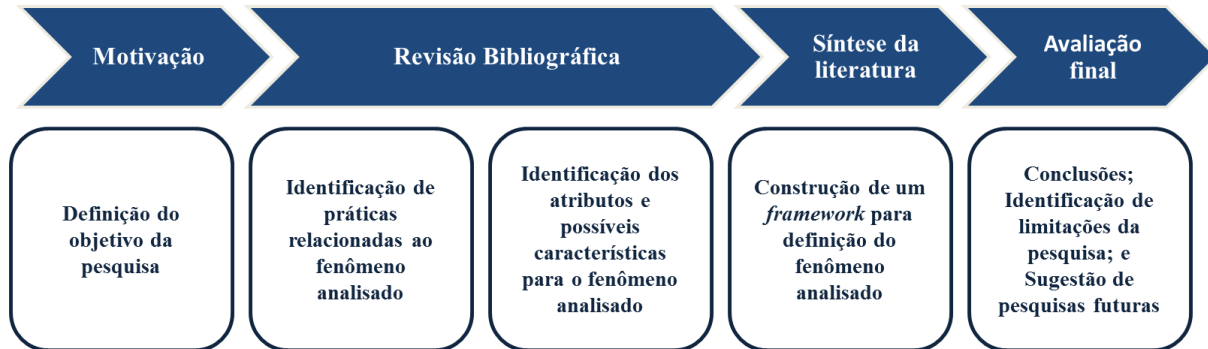 Motivação
Revisão Bibliográfica
Síntese da
literatura
Avaliação
final
Definição do
objetivo da
pesquisa
Identificação de
práticas
relacionadas ao
fenômeno
analisado
Identificação dos
atributos e
possíveis
características
para o fenômeno
analisado
Construção de um
framework para
definição do
fenômeno
analisado
Conclusões;
Identificação de
limitações da
pesquisa; e
Sugestão de
pesquisas futuras